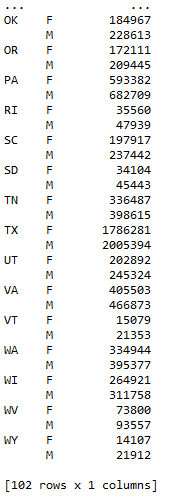 ... ...
OK F 184967
M 228613
OR F 172111
M 209445
PA F 593382
M 682709
RI F 35560
M 47939
SC F 197917
M 237442
SD F 34104
M 45443
TN F 336487
M 398615
TX F 1786281
M 2005394
UT F 202892
M 245324
VA F 405503
M 466873
VT F 15079
M 21353
WA F 334944
M 395377
WI F 264921
M 311758
WV F 73800
M 93557
WY F 14107
M 21912
[102 rows x 1 columns]